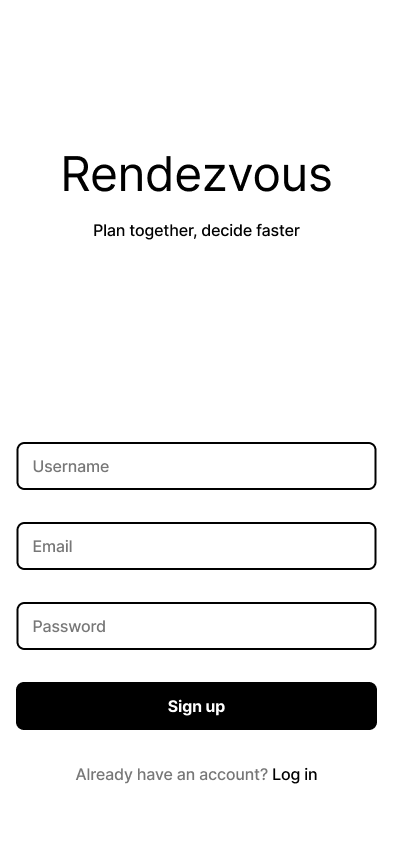 Rendezvous
Plan together, decide faster
Username
Email
Password
Sign up
Already have an account? Log in